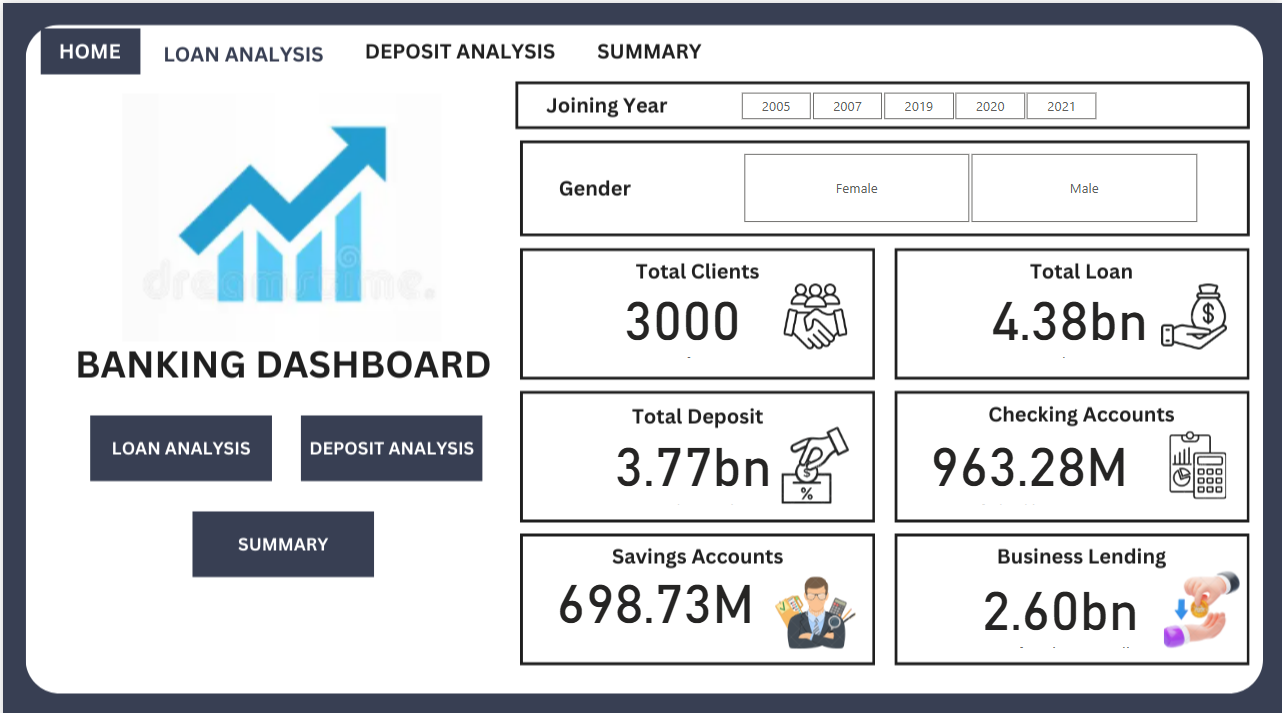 HOME
LOAN ANALYSIS
DEPOSIT ANALYSIS
SUMMARY
Joining Year
2005
2007
2019
2020
2021
Gender
Female
Male
dreamstime.
BANKING DASHBOARD
LOAN ANALYSIS
DEPOSIT ANALYSIS
SUMMARY
Total Clients
3000
Total Loan
4.38bn
$
Total Deposit
3.77bn
$
%
Checking Accounts
963.28M
Savings Accounts
698.73M
Business Lending
2.60bn